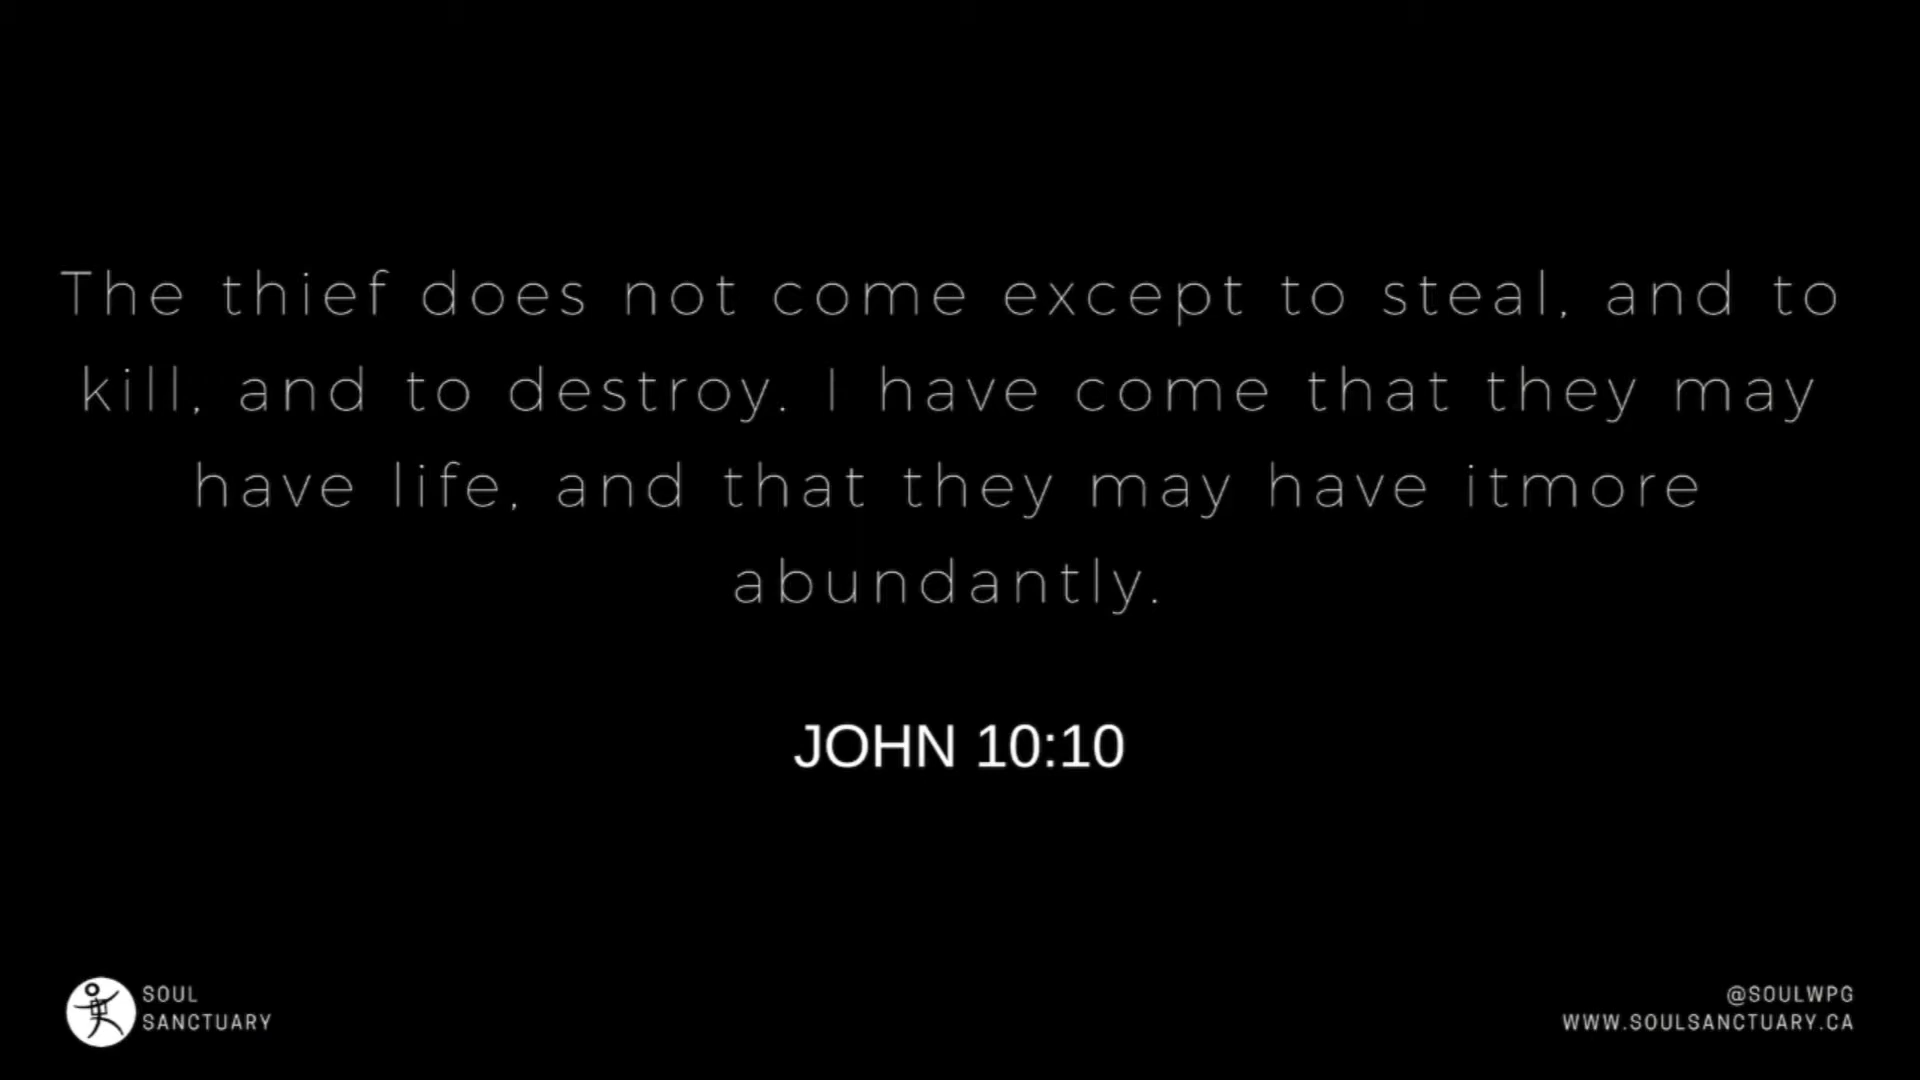 The thief does not come except to steal, and to
kill, and to destroy. I have come that they may
have life, and that they may have itmore
abundantly.
JOHN 10:10
SOUL
SANCTUARY
@SOULWPG
WWW.SOULSANCTUARY.CA